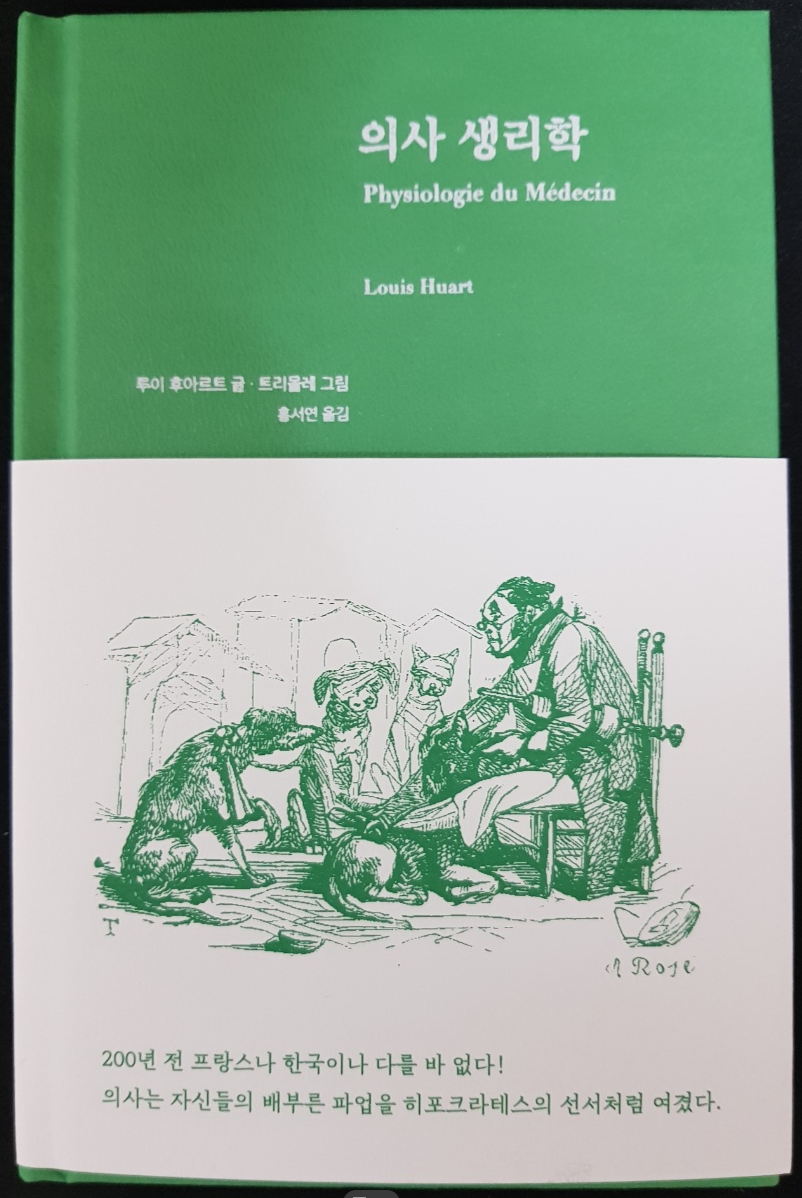 의사 생리학
Physiologie du Médecin
Louis Huart
루이 후아르트 글 · 트리몰레 그림
홍서연 옮김
T
A Rose
200년 전 프랑스나 한국이나 다를 바 없다!
의사는 자신들의 배부른 파업을 히포크라테스의 선서처럼 여겼다.